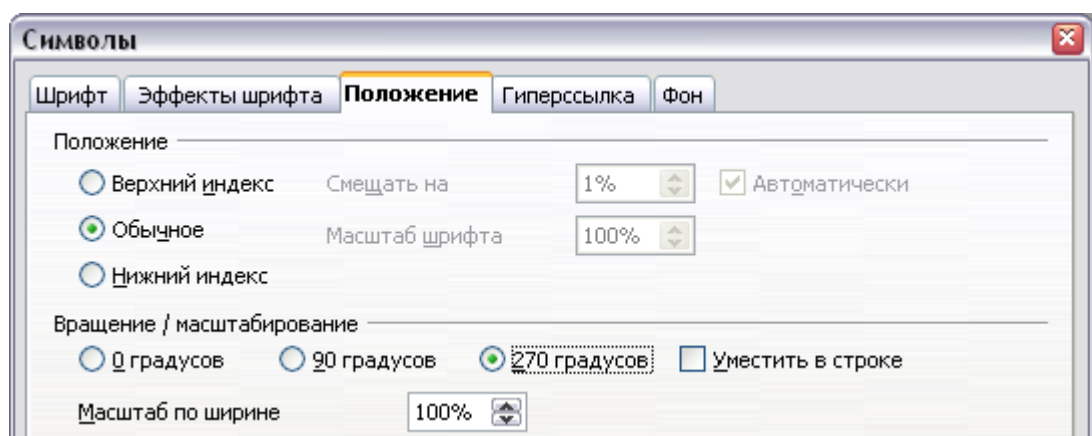 Символы
Шрифт Эффекты шрифта Положение Гиперссылка Фон
Положение
Верхний индекс Смещать на 1% Автоматически
Обычное Масштаб шрифта 100%
Нижний индекс
Вращение / масштабирование
0 градусов 90 градусов 270 градусов Уместить в строке
Масштаб по ширине 100%